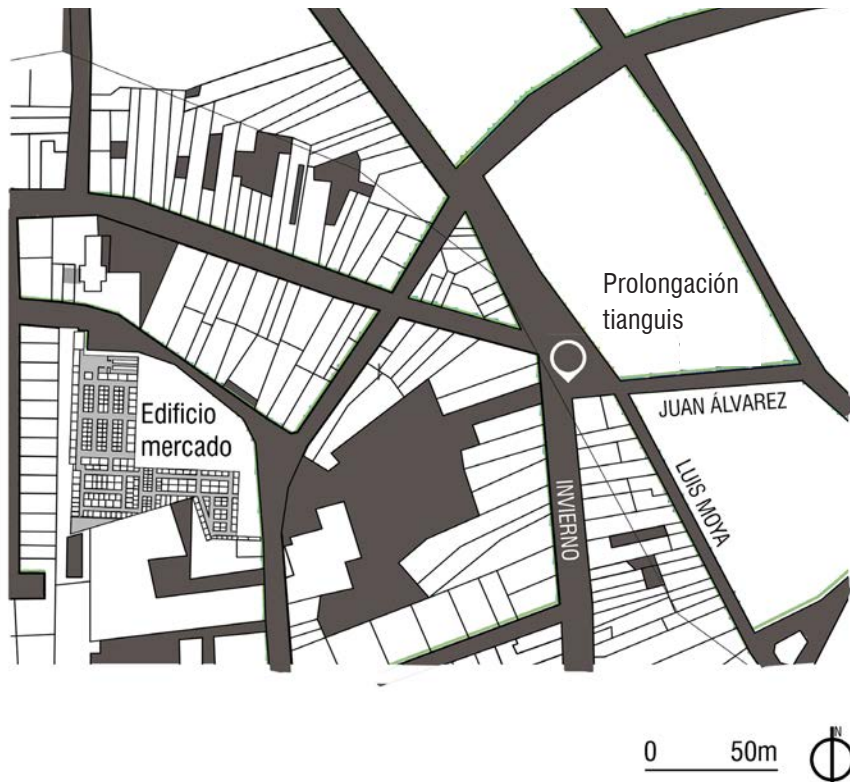 Prolongación
tianguis
JUAN ÁLVAREZ
Edificio
mercado
LUIS MOYA
INVIERNO
0 50m
N